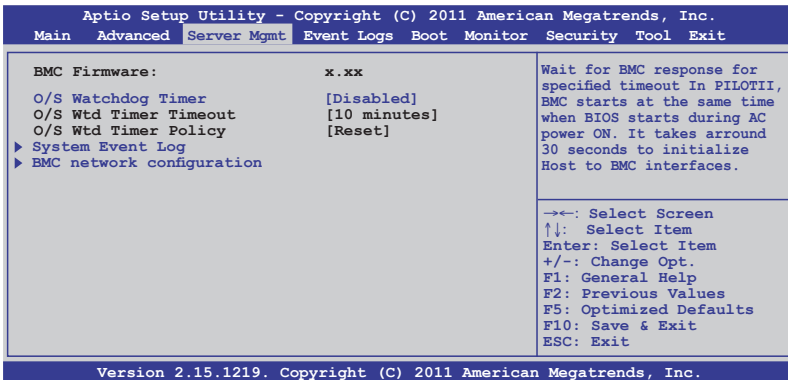 Aptio Setup Utility - Copyright (C) 2011 American Megatrends, Inc.
Main Advanced Server Mgmt Event Logs Boot Monitor Security Tool Exit
BMC Firmware: x.xx
O/S Watchdog Timer [Disabled]
O/S Wtd Timer Timeout [10 minutes]
O/S Wtd Timer Policy [Reset]
System Event Log
BMC network configuration
Wait for BMC response for
specified timeout In PILOTII,
BMC starts at the same time
when BIOS starts during AC
power ON. It takes arround
30 seconds to initialize
Host to BMC interfaces.
→←: Select Screen
↑↓: Select Item
Enter: Select Item
+/-: Change Opt.
F1: General Help
F2: Previous Values
F5: Optimized Defaults
F10: Save & Exit
ESC: Exit
Version 2.15.1219. Copyright (C) 2011 American Megatrends, Inc.